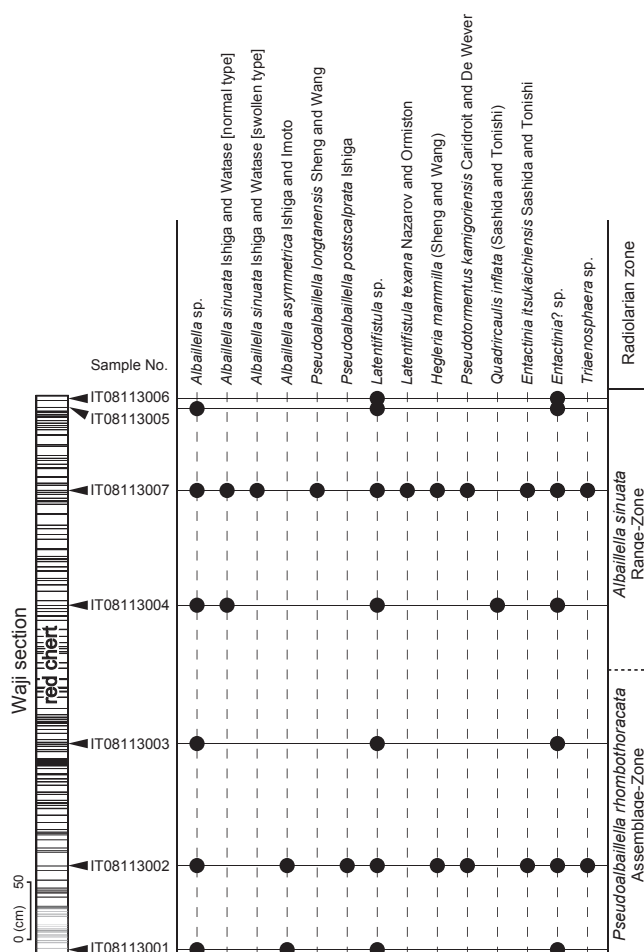 Albaillella sp.
Albaillella sinuata Ishiga and Watase [normal type]
Albaillella sinuata Ishiga and Watase [swollen type]
Albaillella asymmetrica Ishiga and Imoto
Pseudoalbaillella longtanensis Sheng and Wang
Pseudoalbaillella postscalprata Ishiga
Latentifistula sp.
Latentifistula texana Nazarov and Ormiston
Hegleria mammilla (Sheng and Wang)
Pseudotormentus kamigoriensis Caridroit and De Wever
Quadrircaulis inflata (Sashida and Tonishi)
Entactinia itsukaichiensis Sashida and Tonishi
Entactinia? sp.
Triaenosphaera sp.
Radiolarian zone
Sample No.
IT08113006
IT08113005
IT08113007
IT08113004
IT08113003
IT08113002
IT08113001
Waji section
red chert
0 (cm) 50
Albaillella sinuata
Range-Zone
Pseudoalbaillella rhombothoracata
Assemblage-Zone